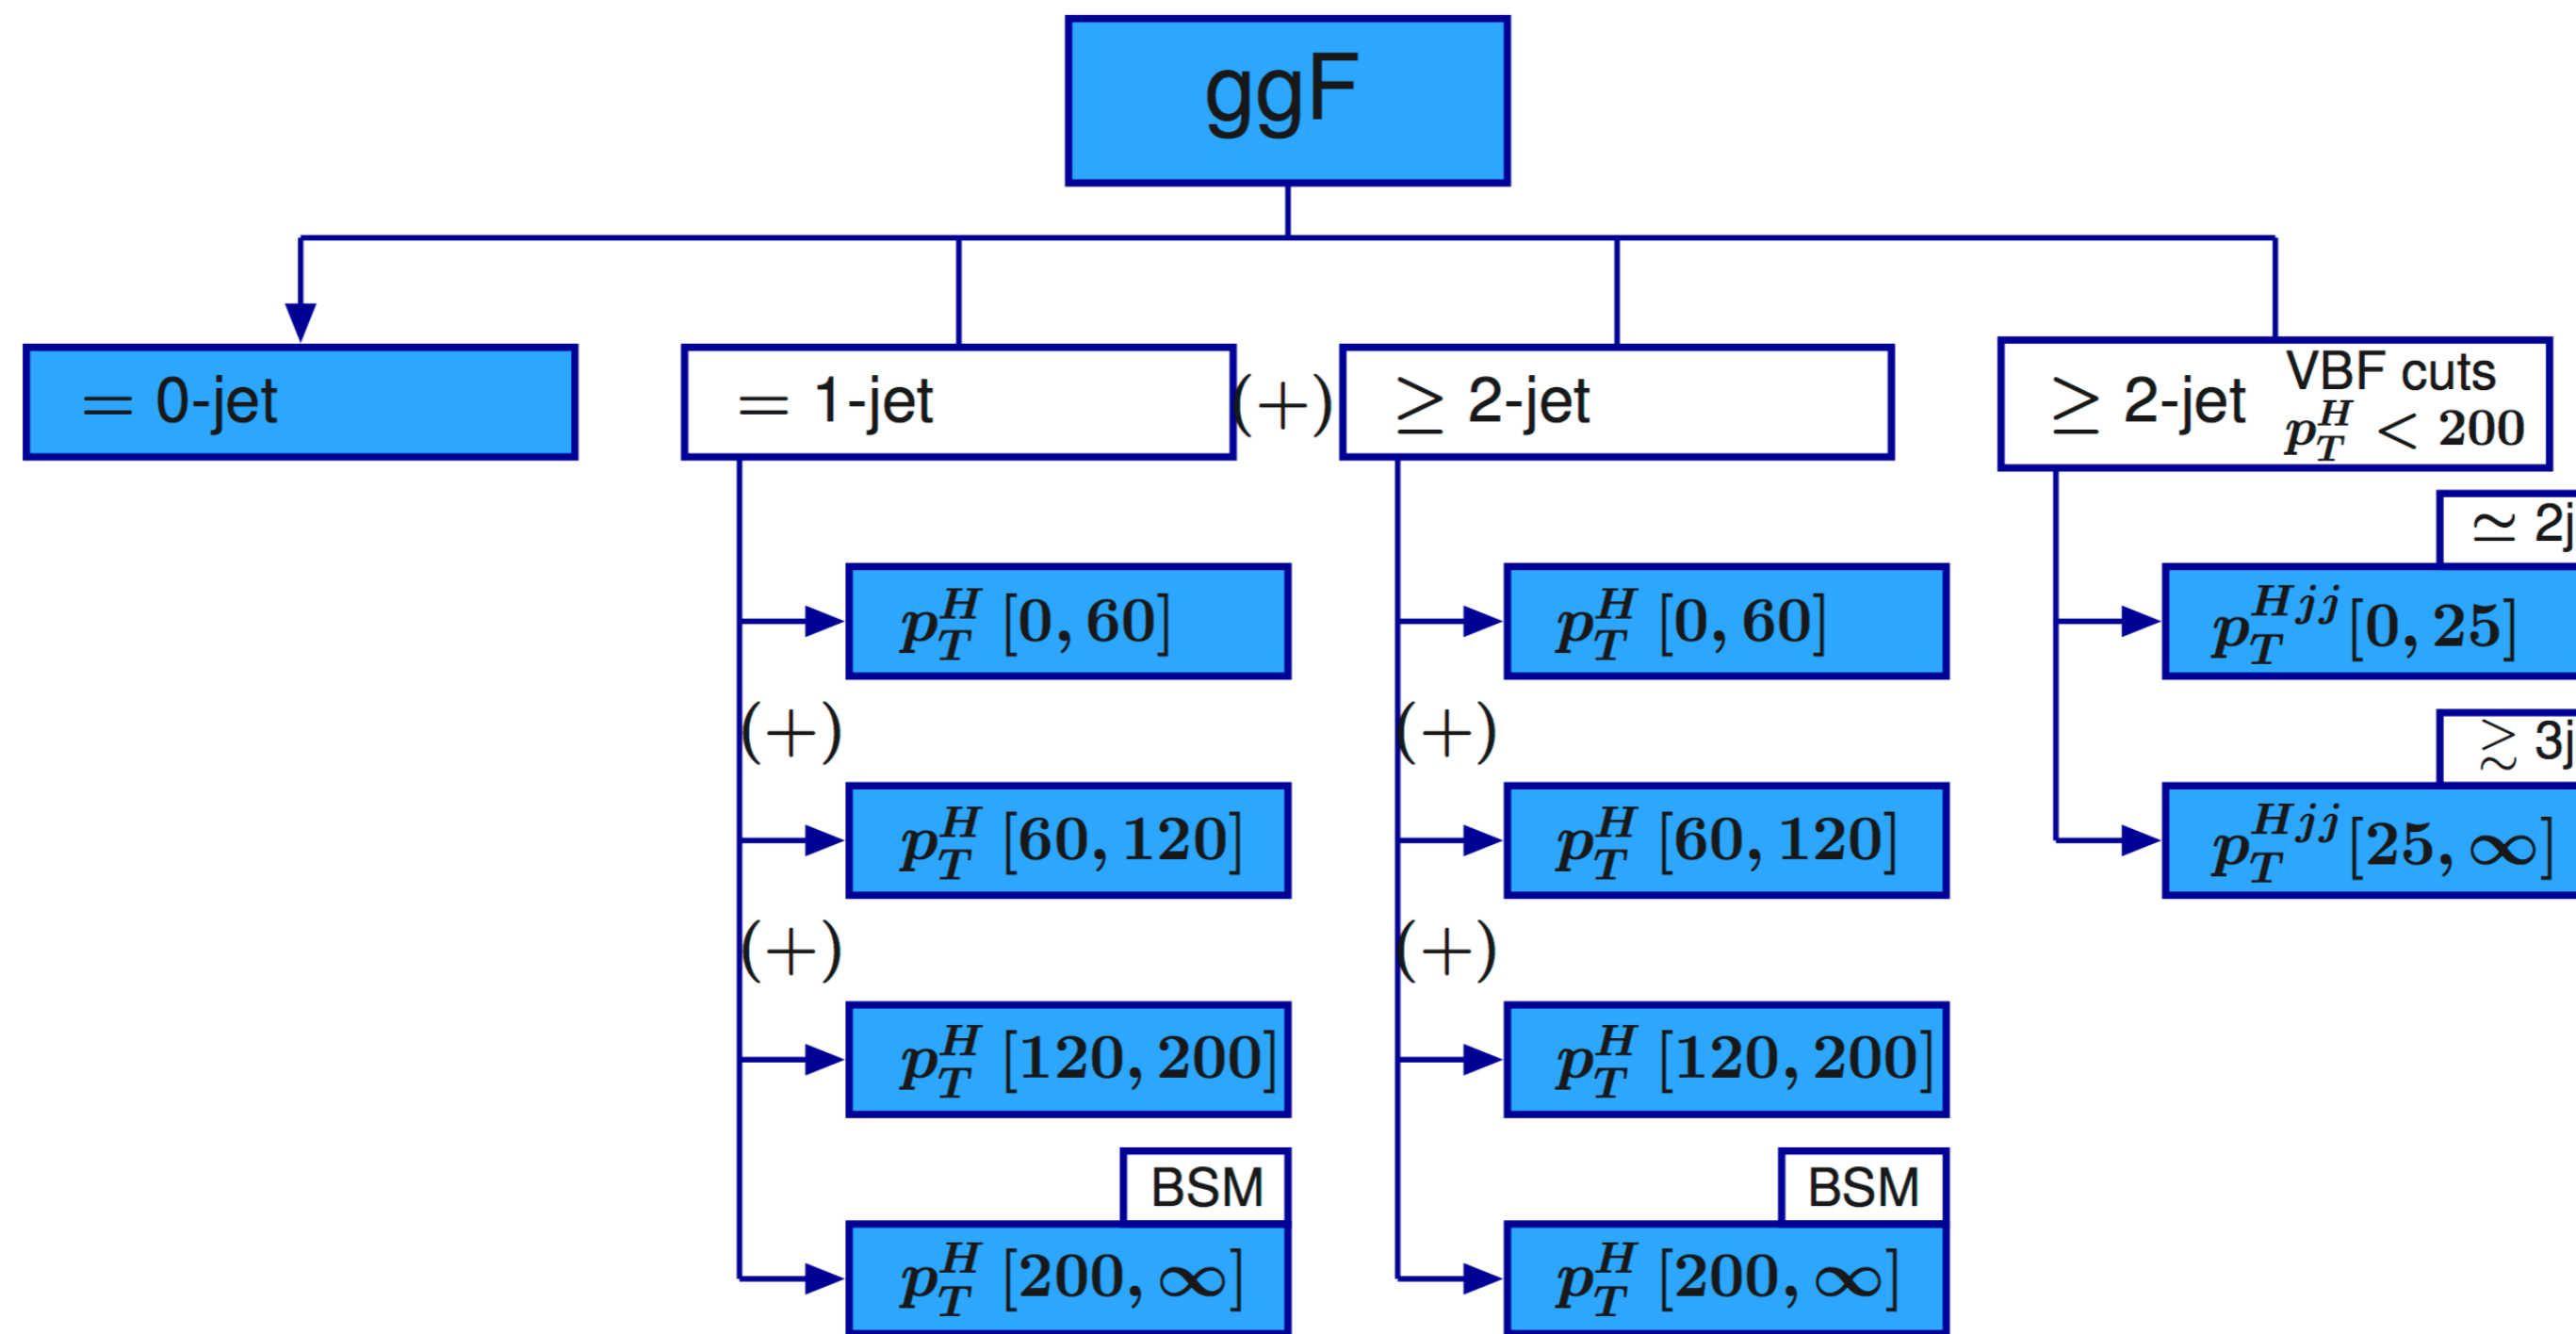 ggF
= 0-jet
= 1-jet
(+)
≥ 2-jet
≥ 2-jet VBF cuts
p_T^H < 200
p_T^H [0, 60]
(+)
p_T^H [60, 120]
(+)
p_T^H [120, 200]
BSM
p_T^H [200, ∞]
p_T^H [0, 60]
(+)
p_T^H [60, 120]
(+)
p_T^H [120, 200]
BSM
p_T^H [200, ∞]
≃ 2j
p_T^{Hjj} [0, 25]
≳ 3j
p_T^{Hjj} [25, ∞]